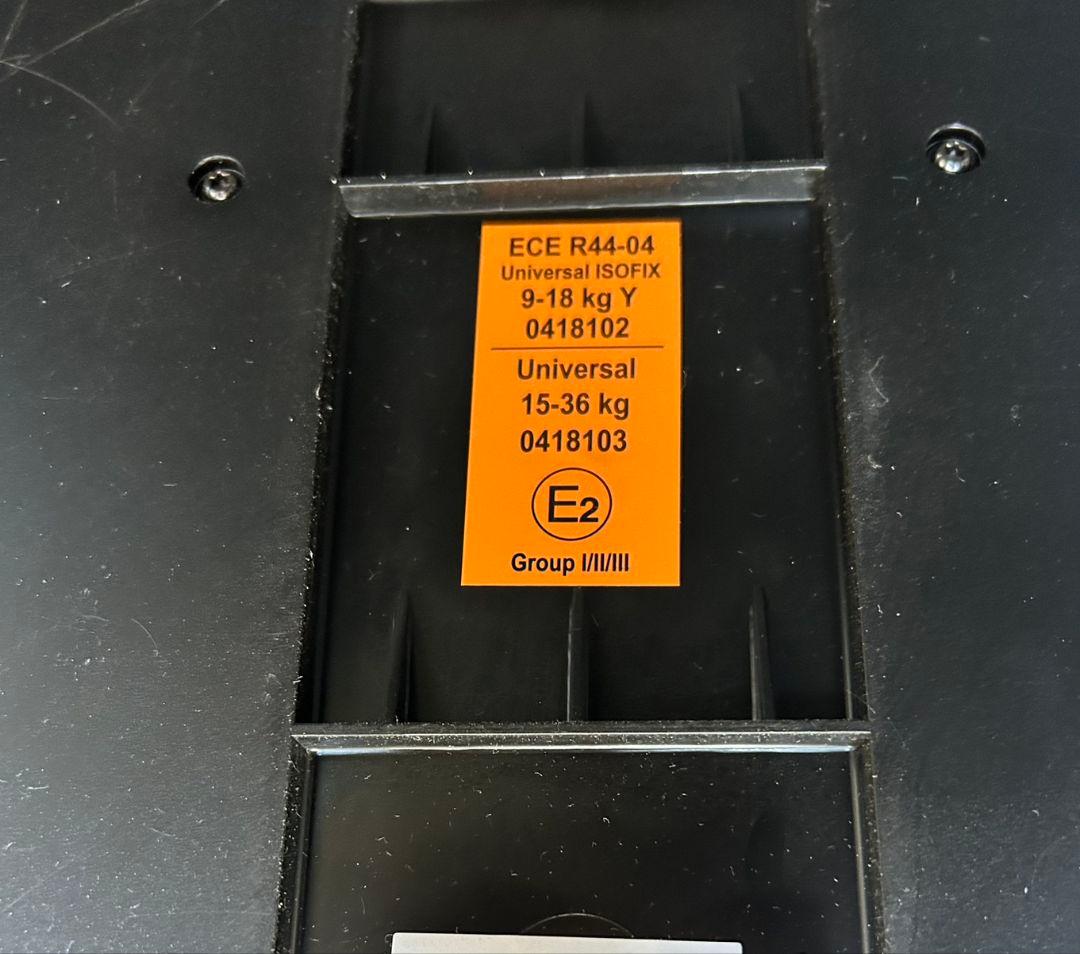 ECE R44-04
Universal ISOFIX
9-18 kg Y
0418102
Universal
15-36 kg
0418103
E2
Group I/II/III